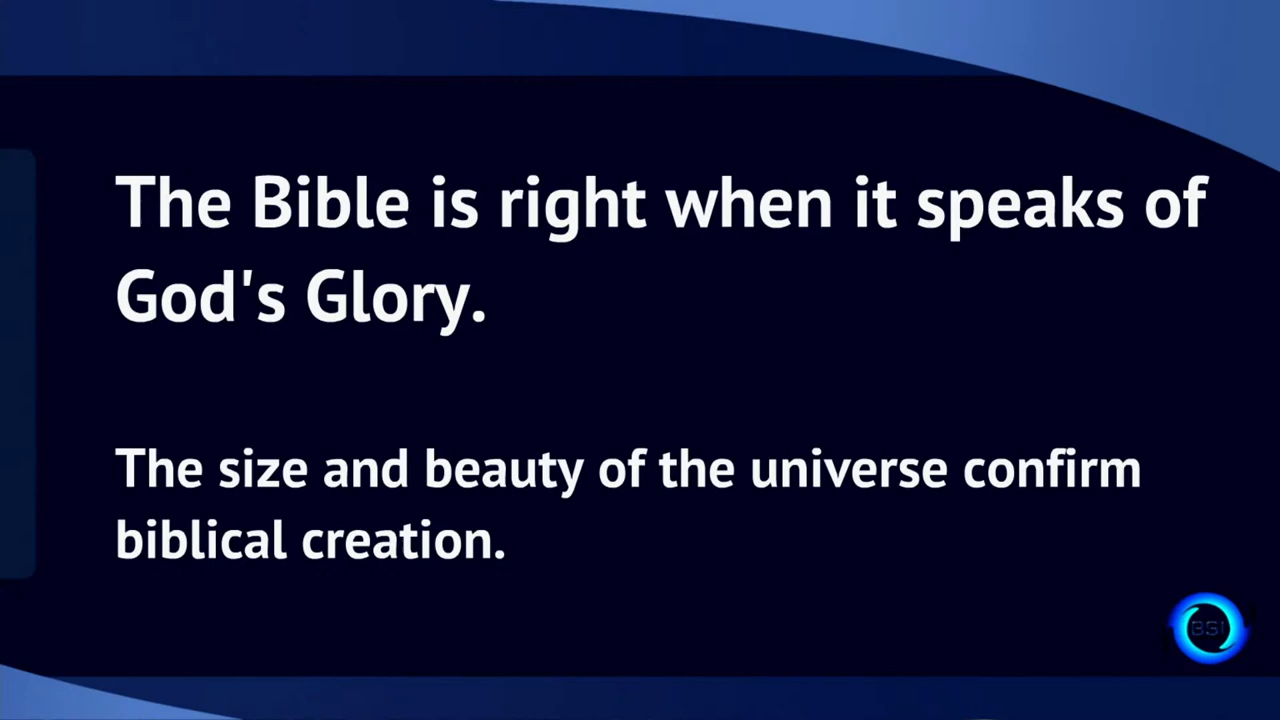 The Bible is right when it speaks of
God's Glory.
The size and beauty of the universe confirm
biblical creation.
BSI